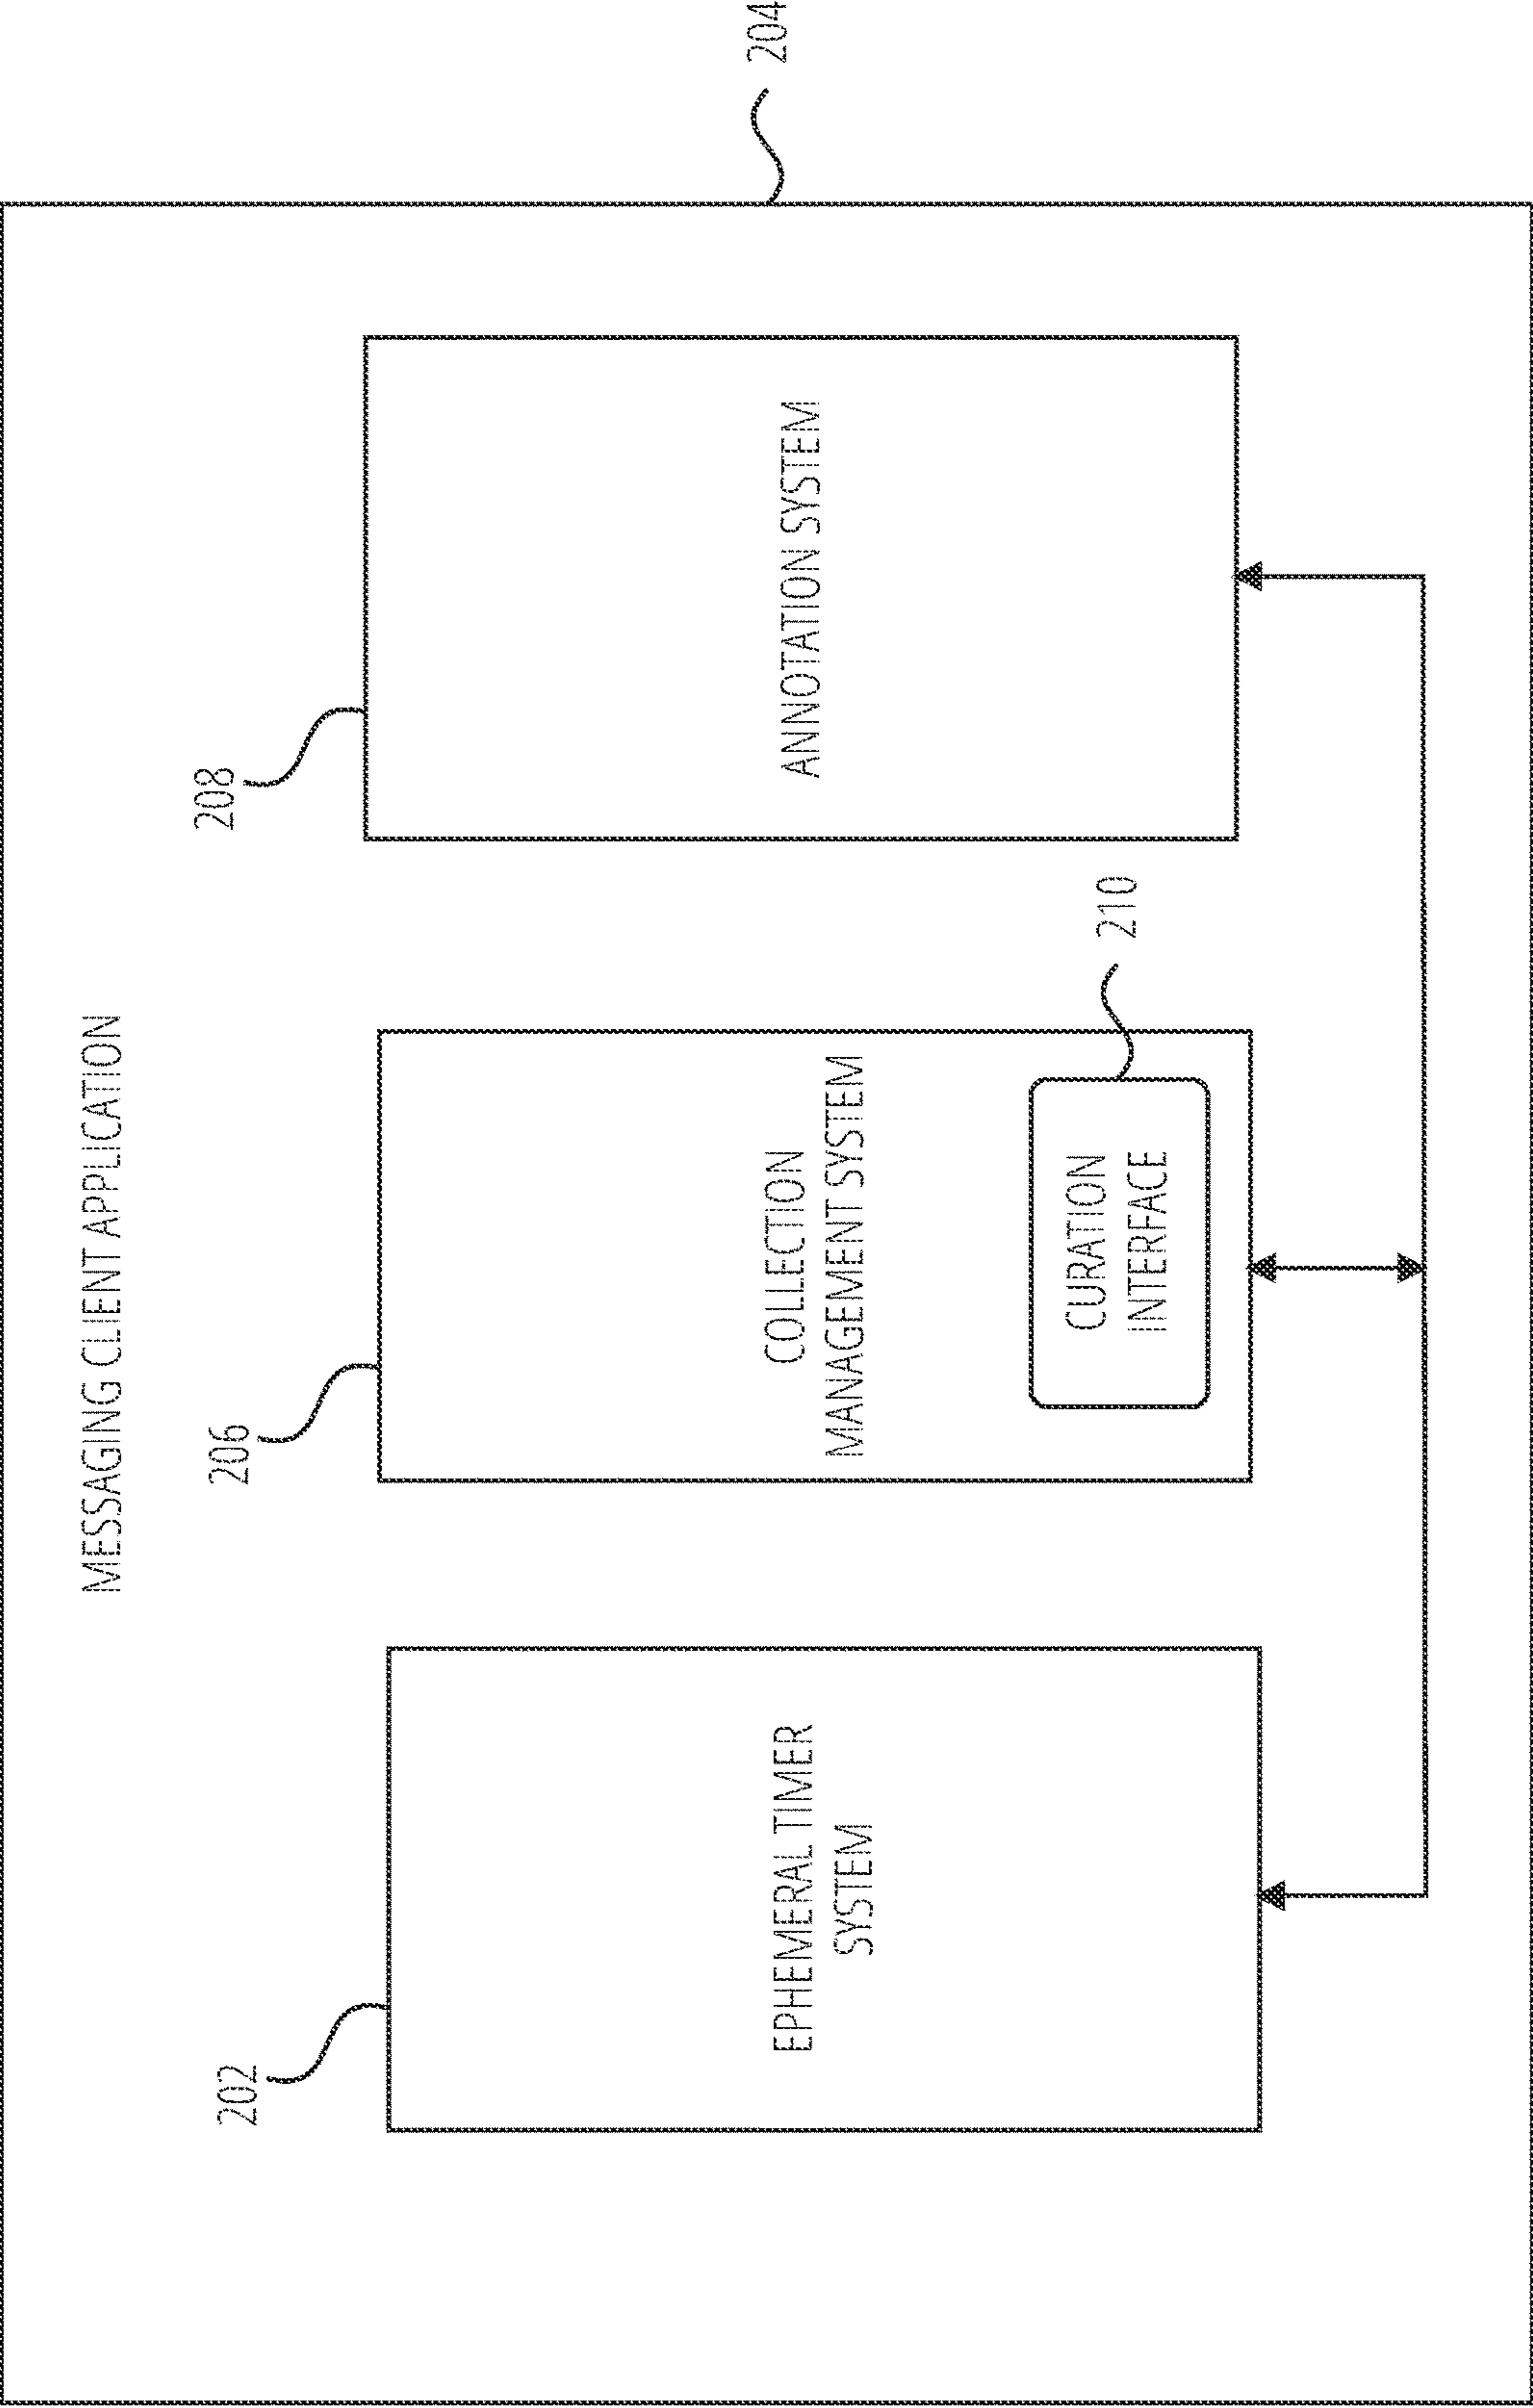 MESSAGING CLIENT APPLICATION
202
206
208
EPHEMERAL TIMER
SYSTEM
COLLECTION
MANAGEMENT SYSTEM
ANNOTATION SYSTEM
204
CURATION
INTERFACE
210